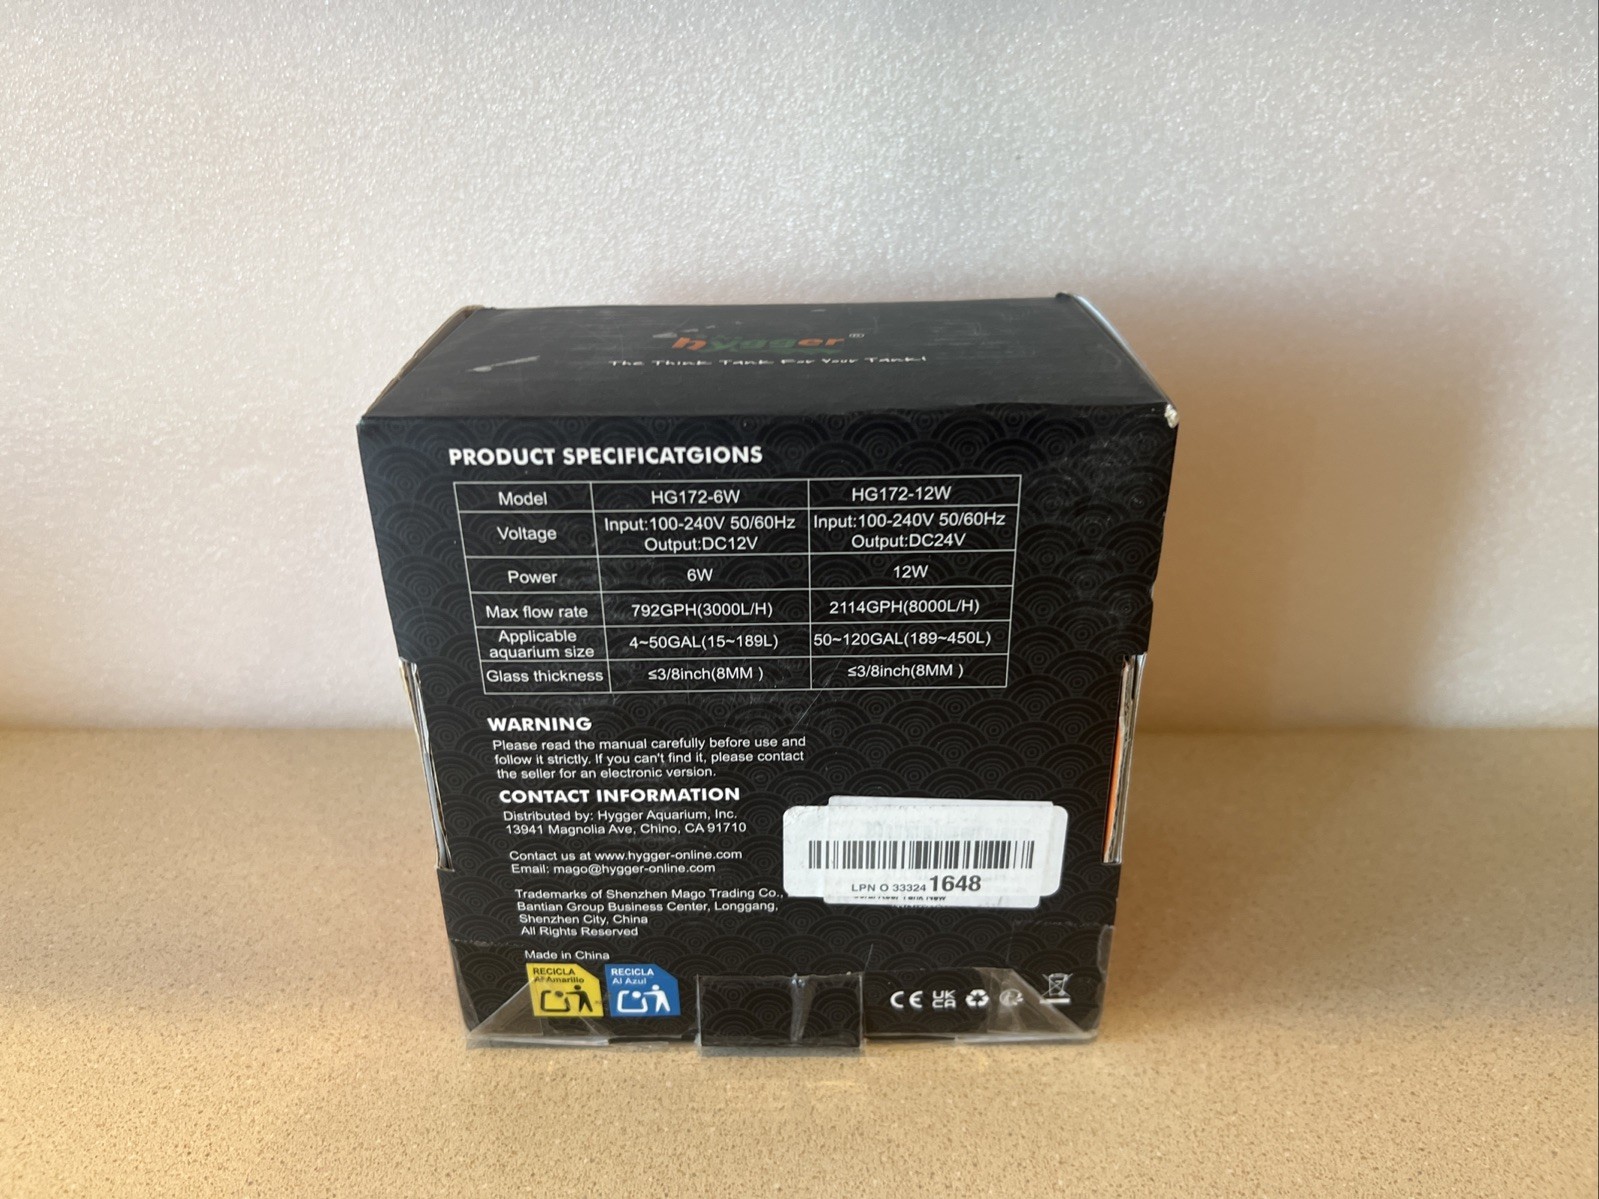 hygger®
The Think Tank For Your Tank!
PRODUCT SPECIFICATGIONS
Model HG172-6W HG172-12W
Voltage Input:100-240V 50/60Hz Output:DC12V Input:100-240V 50/60Hz Output:DC24V
Power 6W 12W
Max flow rate 792GPH(3000L/H) 2114GPH(8000L/H)
Applicable aquarium size 4~50GAL(15~189L) 50~120GAL(189~450L)
Glass thickness ≤3/8inch(8MM ) ≤3/8inch(8MM )
WARNING
Please read the manual carefully before use and
follow it strictly. If you can't find it, please contact
the seller for an electronic version.
CONTACT INFORMATION
Distributed by: Hygger Aquarium, Inc.
13941 Magnolia Ave, Chino, CA 91710
Contact us at www.hygger-online.com
Email: mago@hygger-online.com
Trademarks of Shenzhen Mago Trading Co.,
Bantian Group Business Center, Longgang,
Shenzhen City, China
All Rights Reserved
Made in China
LPN O 33324 1648
RECICLA
Al Amarillo
RECICLA
Al Azul
CE UK CA